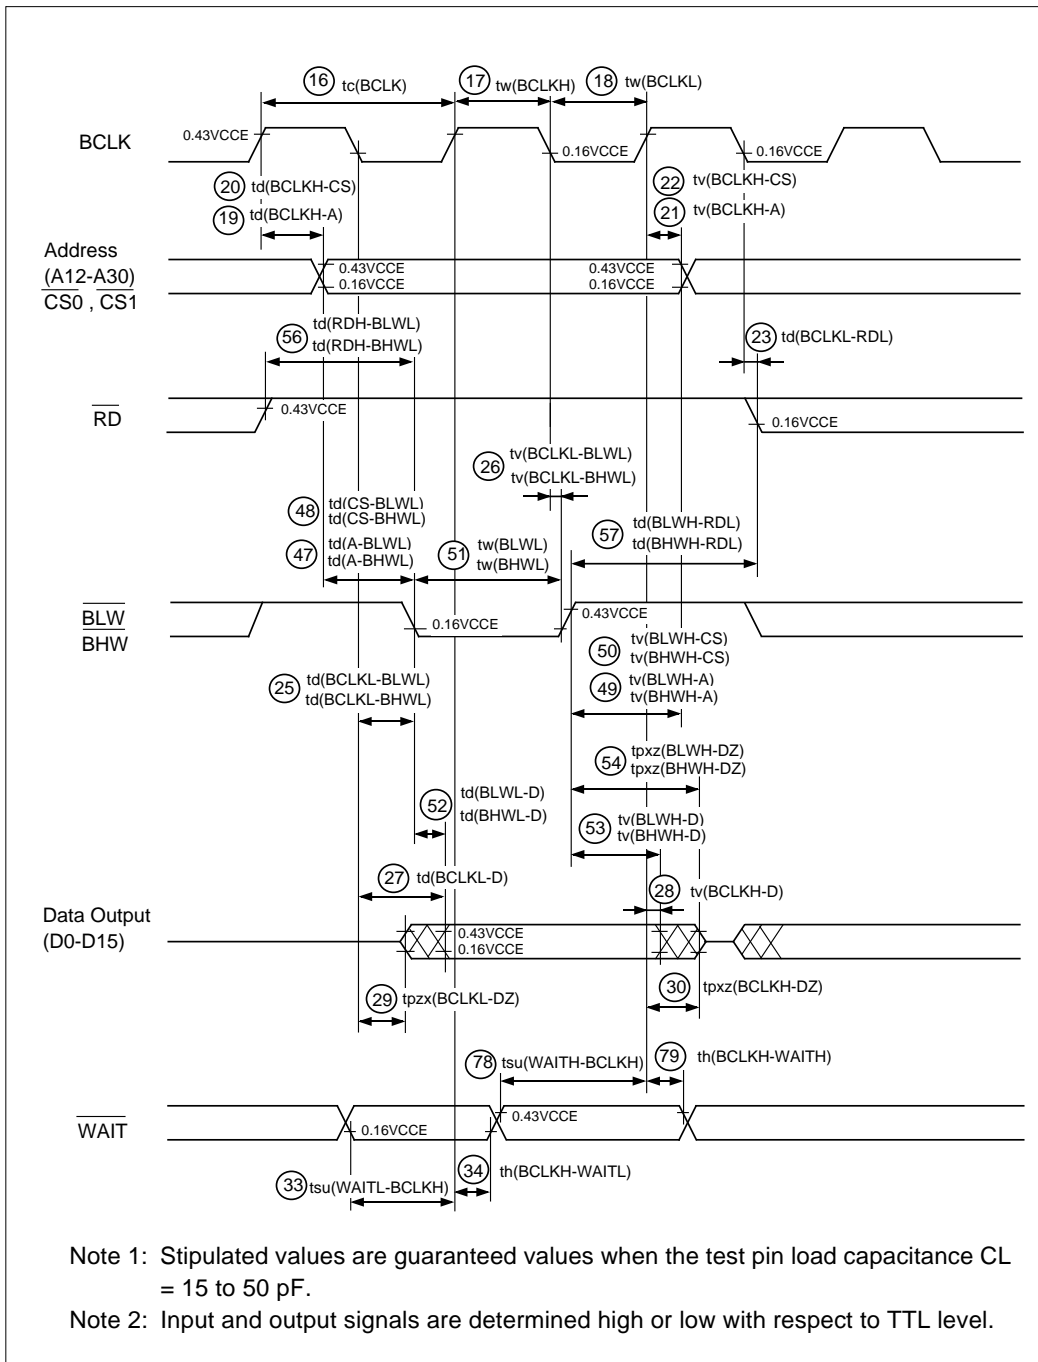 16 tc(BCLK)
17 tw(BCLKH)
18 tw(BCLKL)
BCLK
0.43VCCE
0.16VCCE
0.16VCCE
20 td(BCLKH-CS)
19 td(BCLKH-A)
22 tv(BCLKH-CS)
21 tv(BCLKH-A)
Address
(A12-A30)
CS0 , CS1
0.43VCCE
0.16VCCE
0.43VCCE
0.16VCCE
56 td(RDH-BLWL)
td(RDH-BHWL)
23 td(BCLKL-RDL)
RD
0.43VCCE
0.16VCCE
26 tv(BCLKL-BLWL)
tv(BCLKL-BHWL)
48 td(CS-BLWL)
td(CS-BHWL)
47 td(A-BLWL)
td(A-BHWL)
51 tw(BLWL)
tw(BHWL)
57 td(BLWH-RDL)
td(BHWH-RDL)
BLW
BHW
0.16VCCE
0.43VCCE
50 tv(BLWH-CS)
tv(BHWH-CS)
49 tv(BLWH-A)
tv(BHWH-A)
25 td(BCLKL-BLWL)
td(BCLKL-BHWL)
54 tpxz(BLWH-DZ)
tpxz(BHWH-DZ)
52 td(BLWL-D)
td(BHWL-D)
53 tv(BLWH-D)
tv(BHWH-D)
27 td(BCLKL-D)
28 tv(BCLKH-D)
Data Output
(D0-D15)
0.43VCCE
0.16VCCE
29 tpzx(BCLKL-DZ)
30 tpxz(BCLKH-DZ)
78 tsu(WAITH-BCLKH)
79 th(BCLKH-WAITH)
WAIT
0.16VCCE
0.43VCCE
33 tsu(WAITL-BCLKH)
34 th(BCLKH-WAITL)
Note 1: Stipulated values are guaranteed values when the test pin load capacitance CL
= 15 to 50 pF.
Note 2: Input and output signals are determined high or low with respect to TTL level.